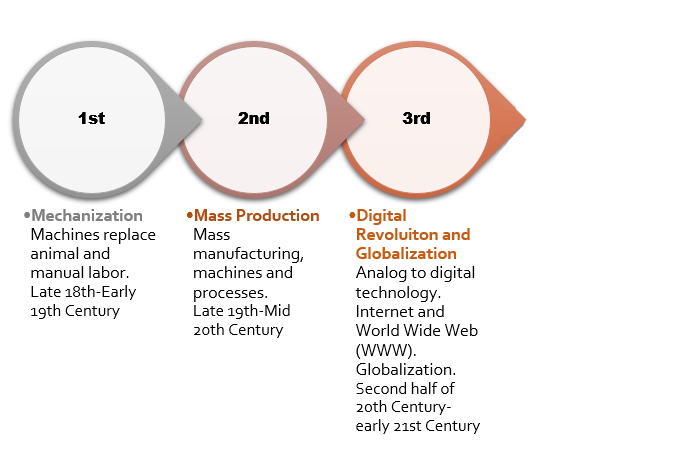 1st
2nd
3rd
•Mechanization
Machines replace
animal and
manual labor.
Late 18th-Early
19th Century
•Mass Production
Mass
manufacturing,
machines and
processes.
Late 19th-Mid
20th Century
•Digital
Revoluiton and
Globalization
Analog to digital
technology.
Internet and
World Wide Web
(WWW).
Globalization.
Second half of
20th Century-
early 21st Century